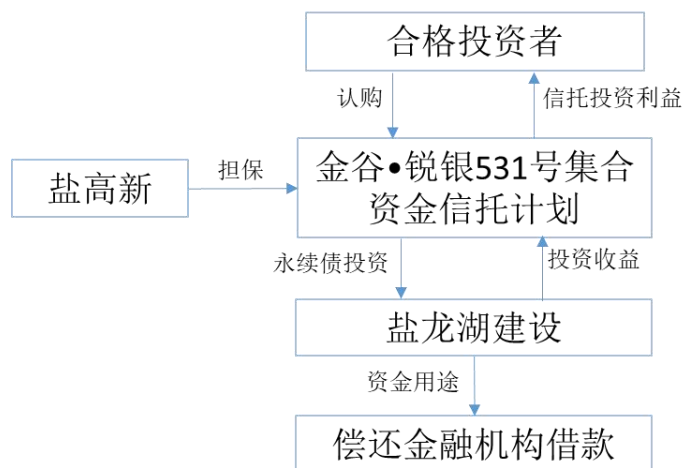 合格投资者
认购
信托投资利益
盐高新
担保
金谷•锐银531号集合
资金信托计划
永续债投资
投资收益
盐龙湖建设
资金用途
偿还金融机构借款